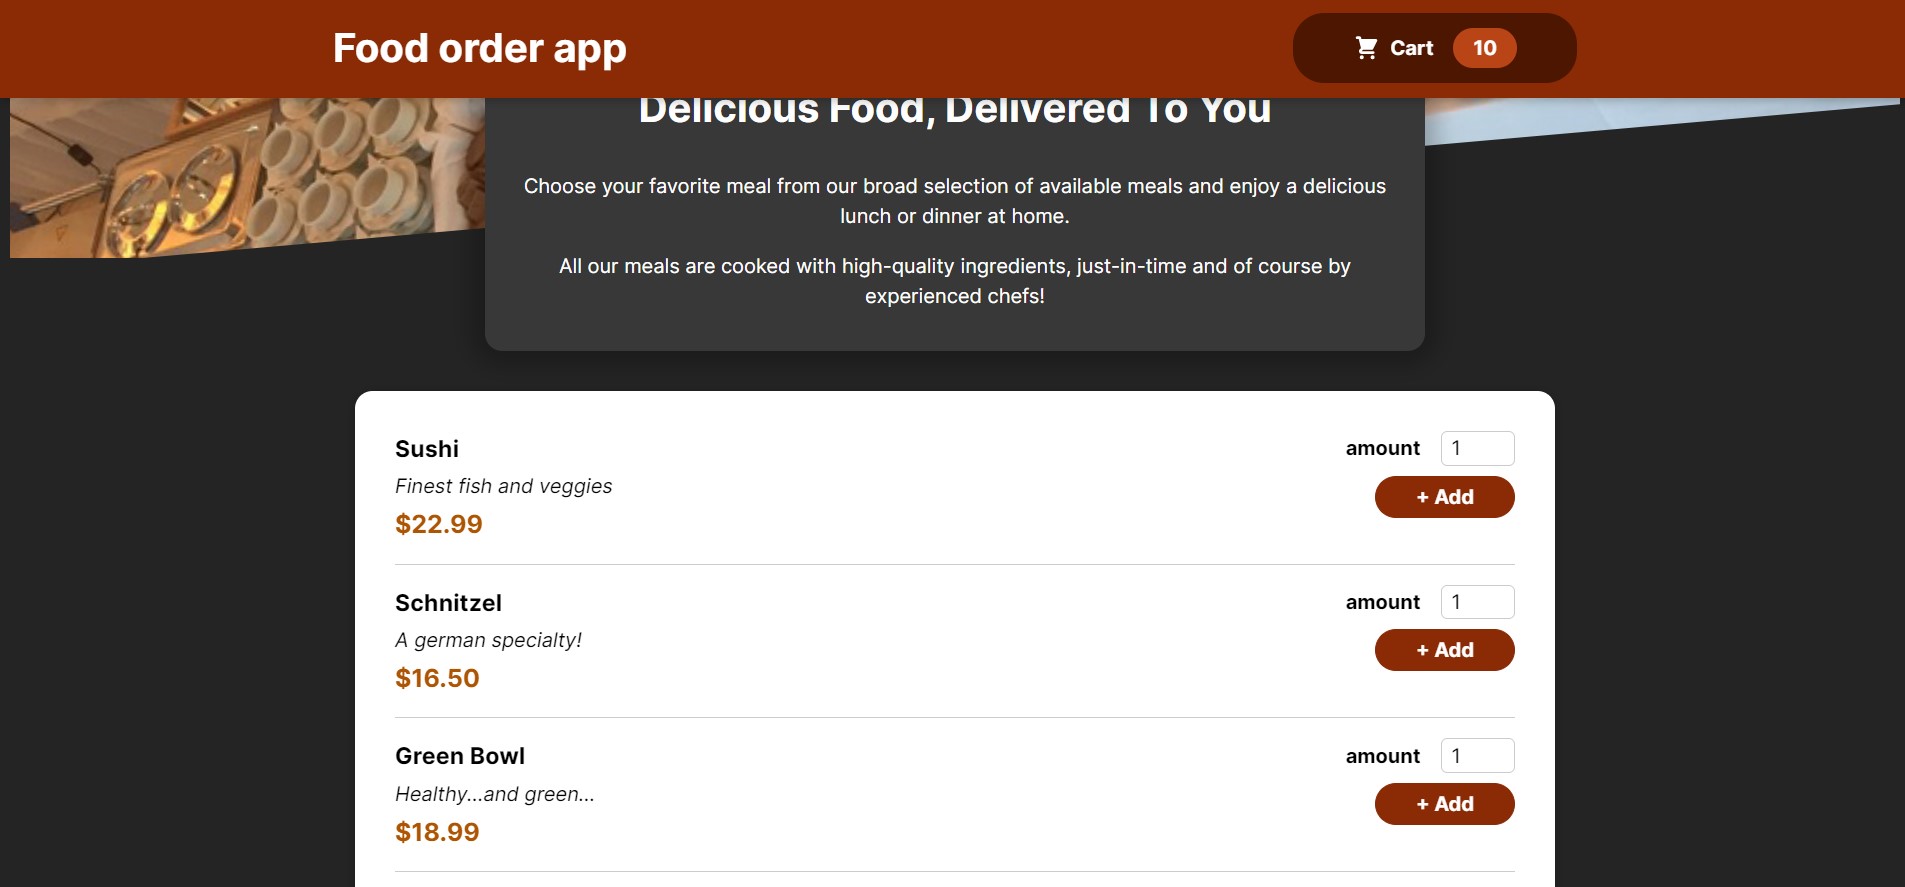 Food order app
Cart 10
Delicious Food, Delivered To You
Choose your favorite meal from our broad selection of available meals and enjoy a delicious
lunch or dinner at home.
All our meals are cooked with high-quality ingredients, just-in-time and of course by
experienced chefs!
Sushi
amount 1
Finest fish and veggies
+ Add
$22.99
Schnitzel
amount 1
A german specialty!
+ Add
$16.50
Green Bowl
amount 1
Healthy...and green...
+ Add
$18.99